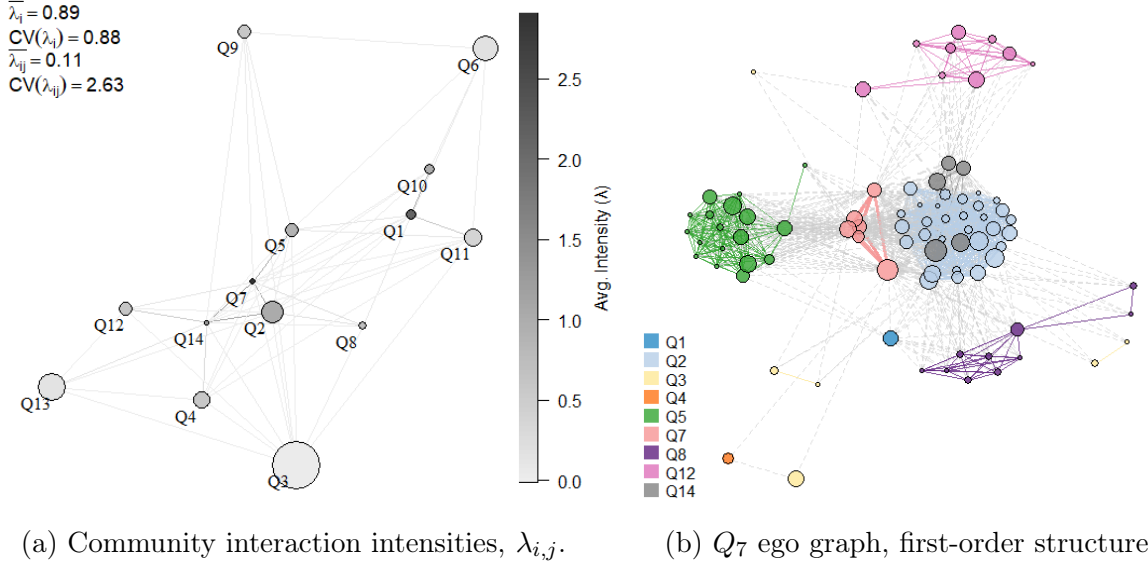 λ̅ᵢ = 0.89
CV(λᵢ) = 0.88
λ̅ᵢⱼ = 0.11
CV(λᵢⱼ) = 2.63
Q9
Q6
Q10
Q1
Q5
Q11
Q7
Q12
Q14
Q2
Q8
Q13
Q4
Q3
2.5
2.0
1.5
1.0
0.5
0.0
Avg. Intensity (λ)
Q1
Q2
Q3
Q4
Q5
Q7
Q8
Q12
Q14
(a) Community interaction intensities, λᵢ,ⱼ.
(b) Q₇ ego graph, first-order structure